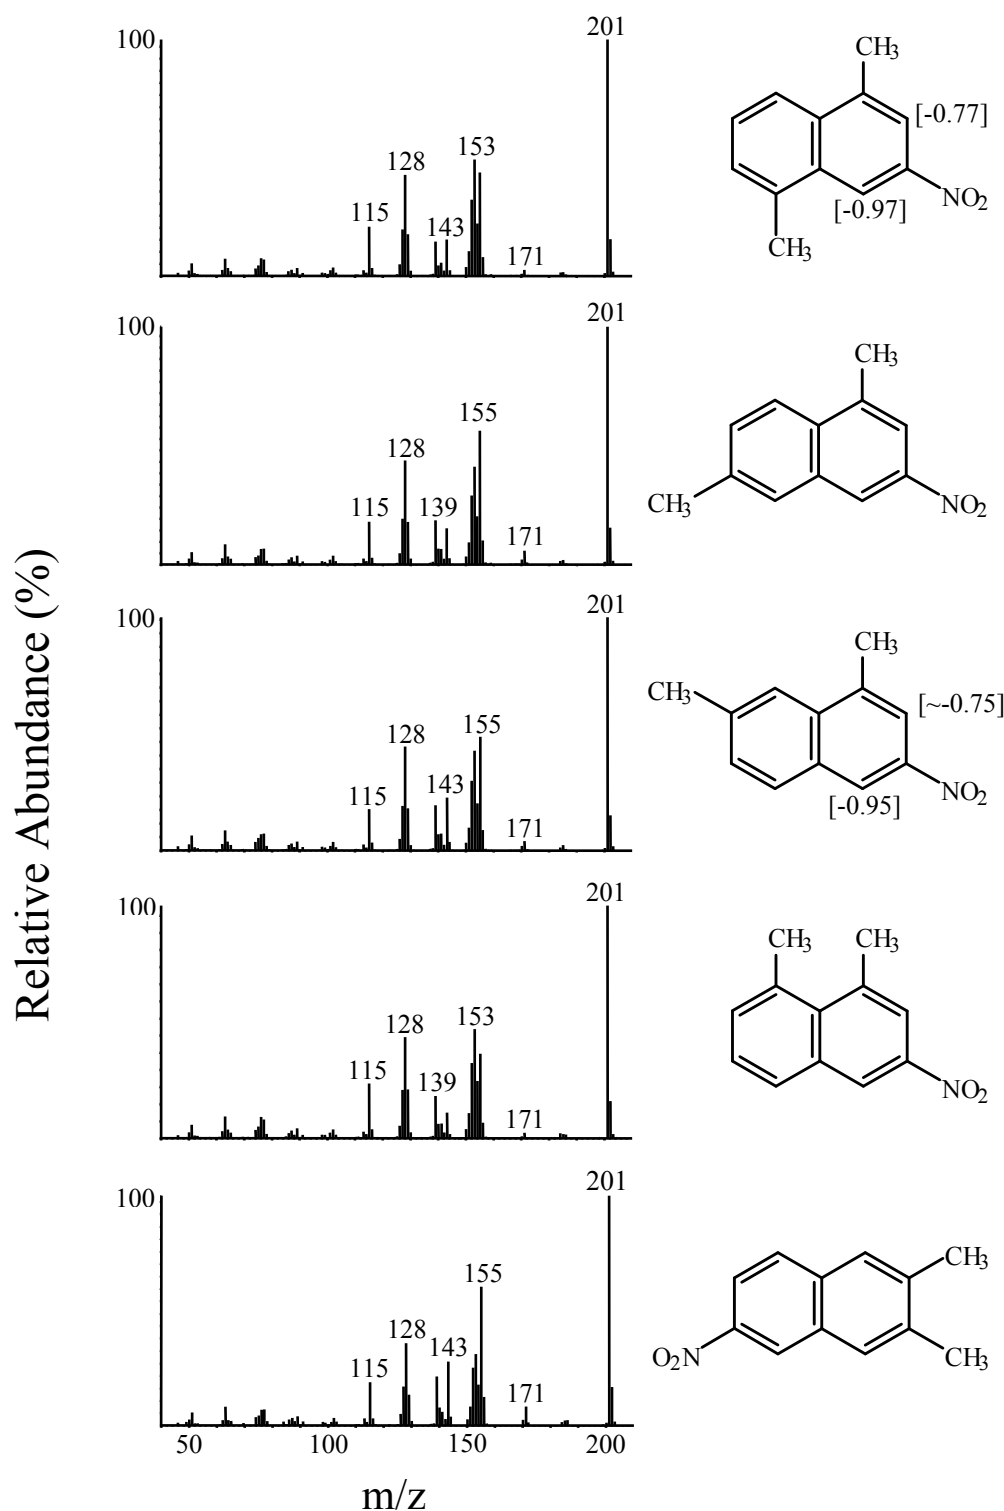 Relative Abundance (%)
100
115
128
143
153
171
201
CH3
[-0.77]
NO2
[-0.97]
CH3
100
115
128
139
155
171
201
CH3
CH3
NO2
100
115
128
143
155
171
201
CH3
CH3
[~-0.75]
NO2
[-0.95]
100
115
128
139
153
171
201
CH3
CH3
NO2
100
115
128
143
155
171
201
CH3
O2N
CH3
50
100
150
200
m/z